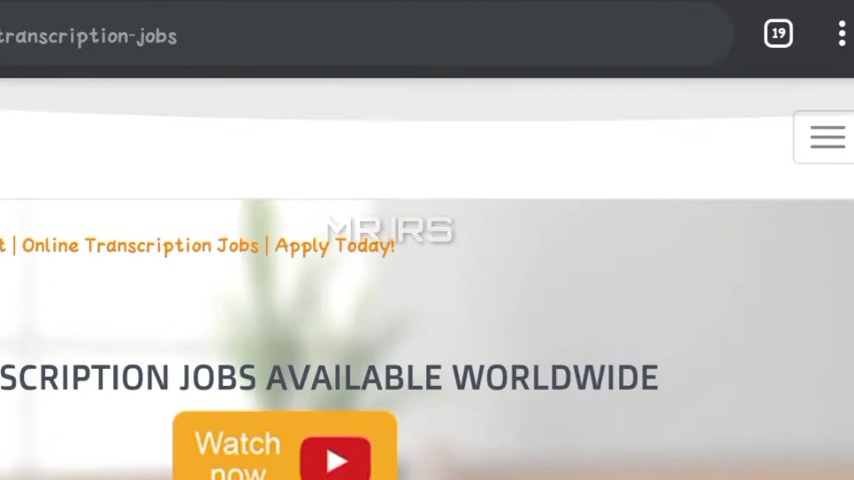 transcription-jobs
19
MR.IRS
| Online Transcription Jobs | Apply Today!
SCRIPTION JOBS AVAILABLE WORLDWIDE
Watch
now